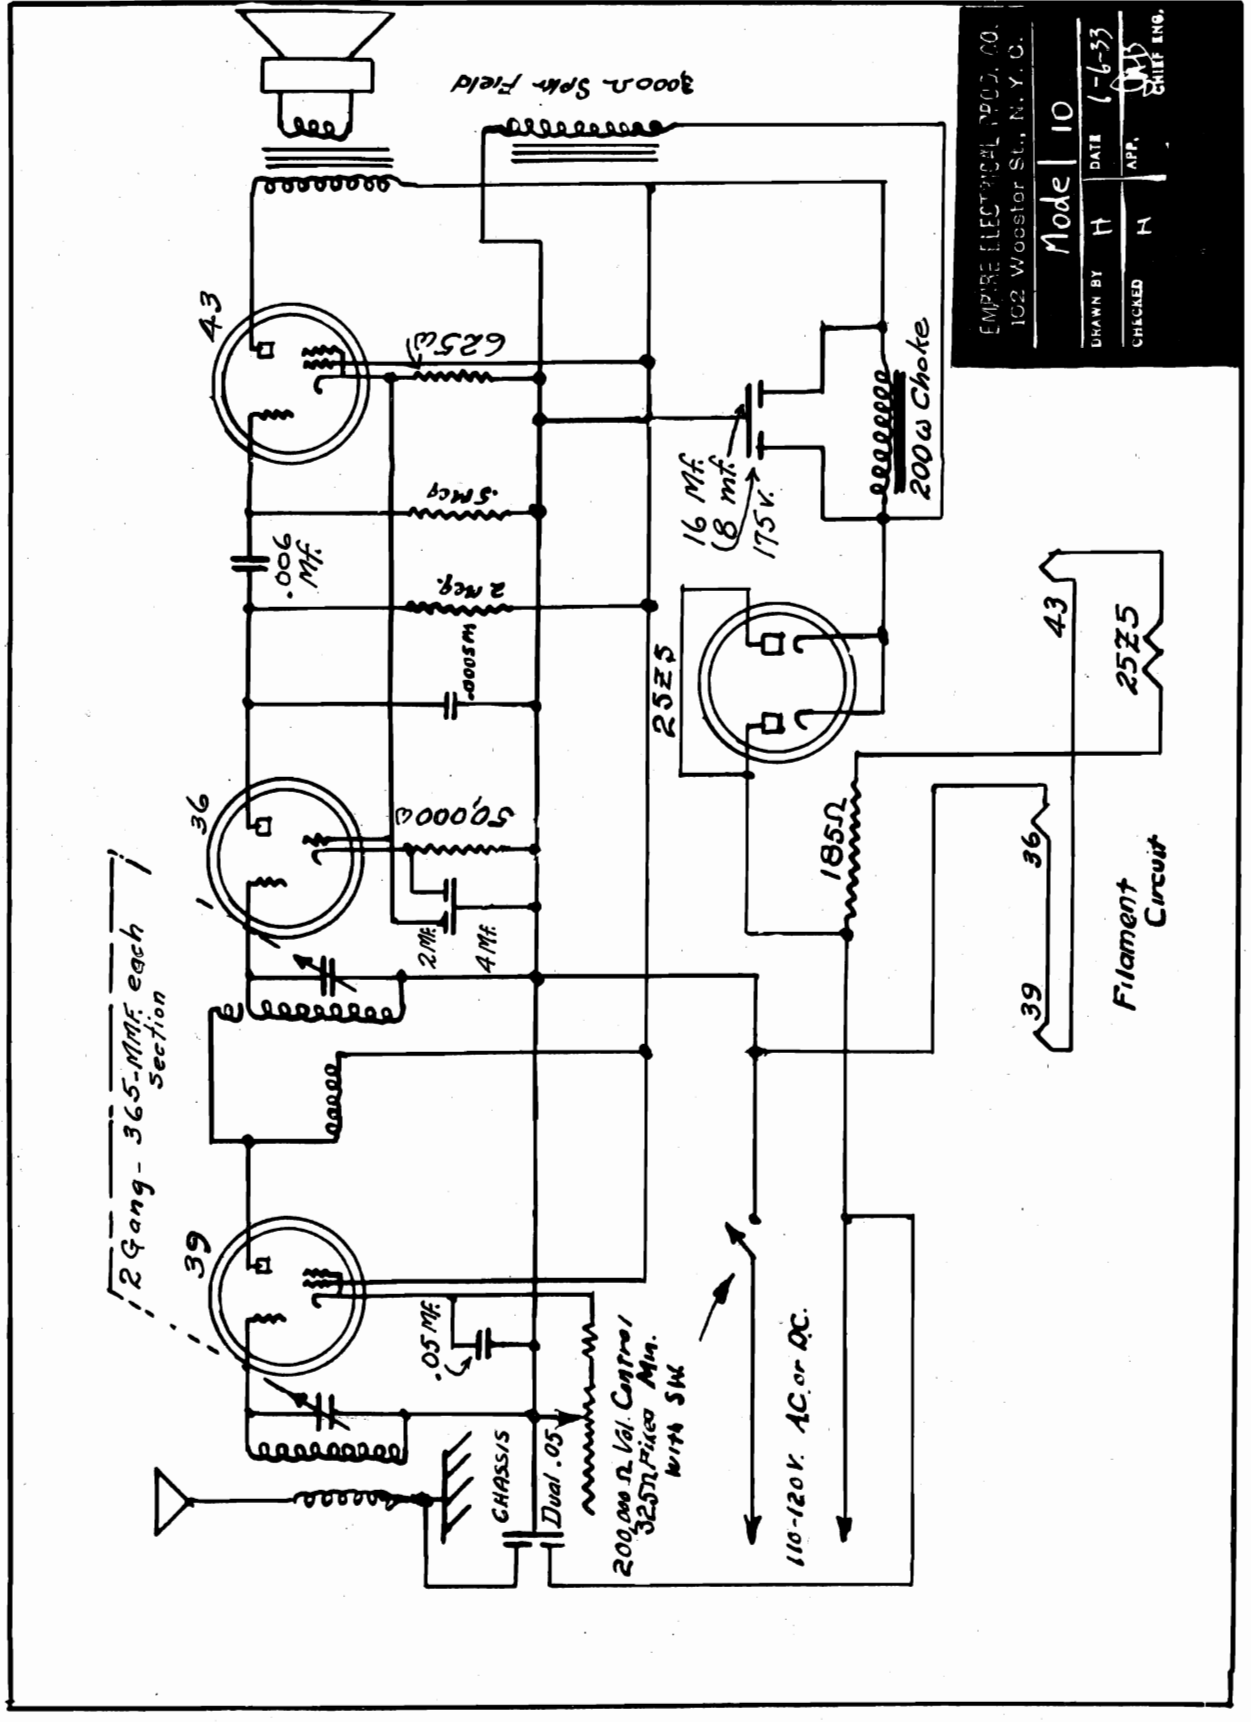 2 Gang- 365-MMF. each
section
39
1
36
43
.006
Mf.
3000Ω Spkr Field
625ω
.5 Meg
2 Meg.
.0005M
50,000ω
2 Mf.
4 Mf.
.05 Mf.
CHASSIS
Dual .05
200,000 Ω Vol. Control
325Ω Fixed Min.
With SW.
110-120 V. A.C. or D.C.
16 Mf.
8 mf.
175 v.
200ω Choke
25Z5
185Ω
39
36
43
25Z5
Filament
Circuit
EMPIRE ELECTRICAL PROD. CO.
102 Wooster St., N. Y. C.
Model 10
DRAWN BY H DATE 1-6-33
CHECKED H APP.
CHIEF ENG.